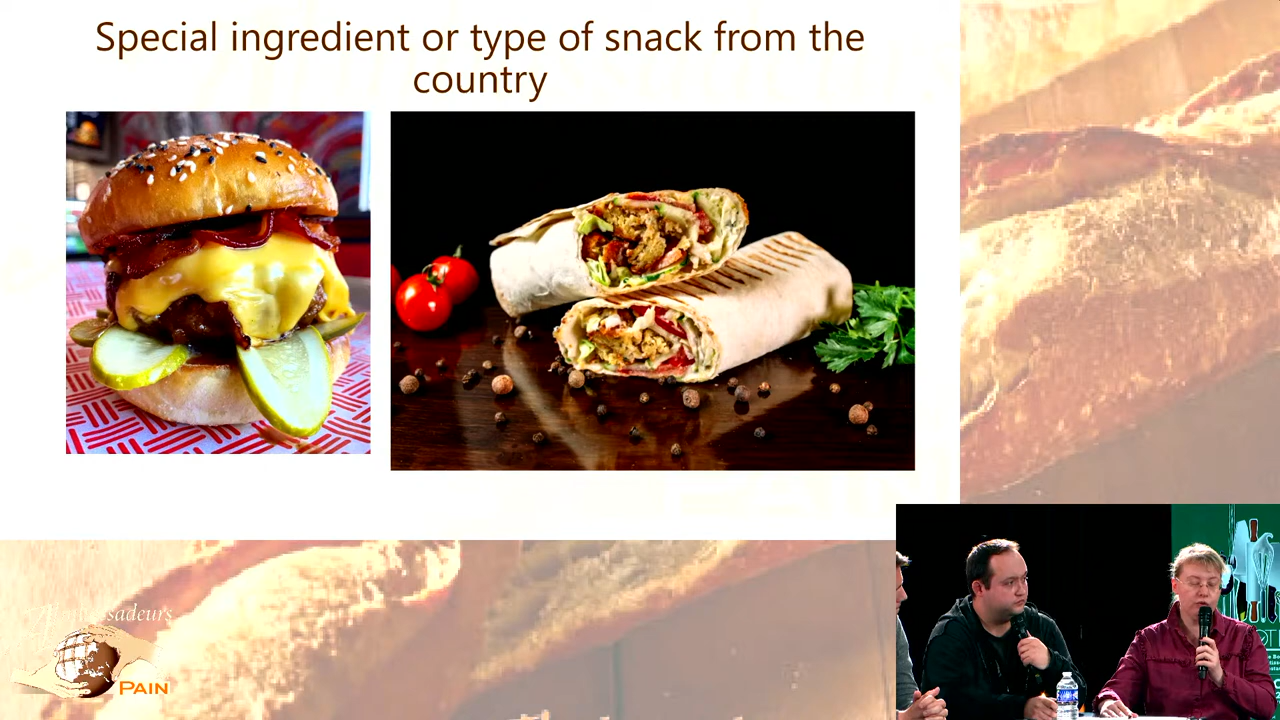 Special ingredient or type of snack from the
country
Ambassadeurs
PAIN